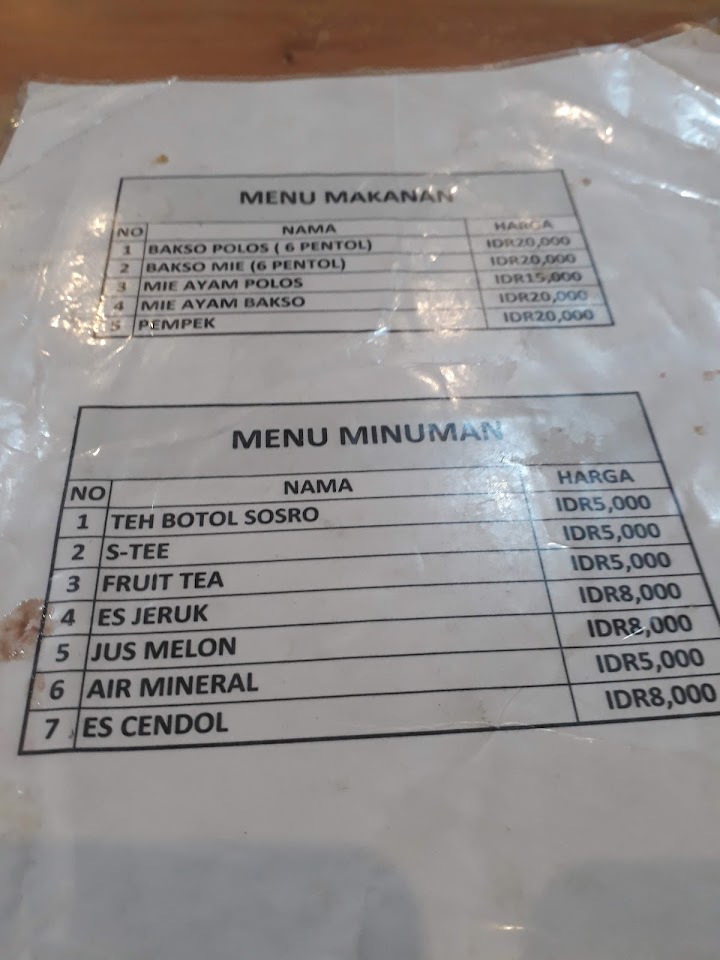 MENU MAKANAN
NO NAMA HARGA
1 BAKSO POLOS ( 6 PENTOL) IDR20,000
2 BAKSO MIE (6 PENTOL) IDR20,000
3 MIE AYAM POLOS IDR15,000
4 MIE AYAM BAKSO IDR20,000
5 PEMPEK IDR20,000
MENU MINUMAN
NO NAMA HARGA
1 TEH BOTOL SOSRO IDR5,000
2 S-TEE IDR5,000
3 FRUIT TEA IDR5,000
4 ES JERUK IDR8,000
5 JUS MELON IDR8,000
6 AIR MINERAL IDR5,000
7 ES CENDOL IDR8,000